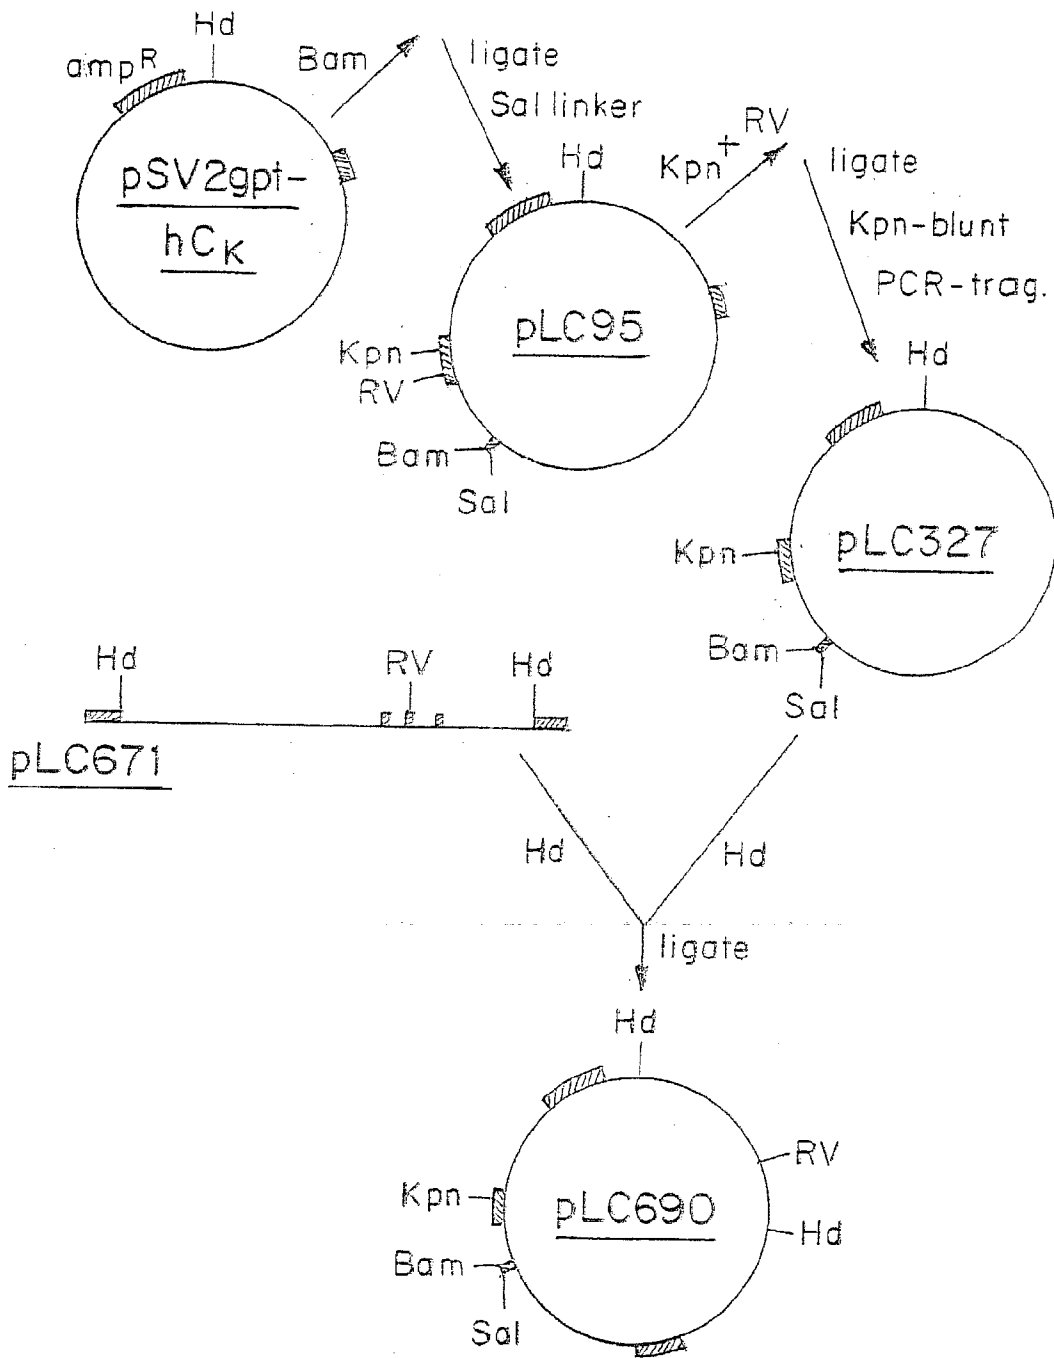 Hd
ampR
Bam
ligate
Sal linker
pSV2gpt-
hCK
Hd
Kpn + RV
ligate
Kpn-blunt
PCR-trag.
pLC95
Kpn
RV
Bam
Sal
Hd
Kpn
pLC327
Bam
Sal
Hd
RV
Hd
pLC671
Hd
Hd
ligate
Hd
RV
Kpn
pLC690
Hd
Bam
Sal